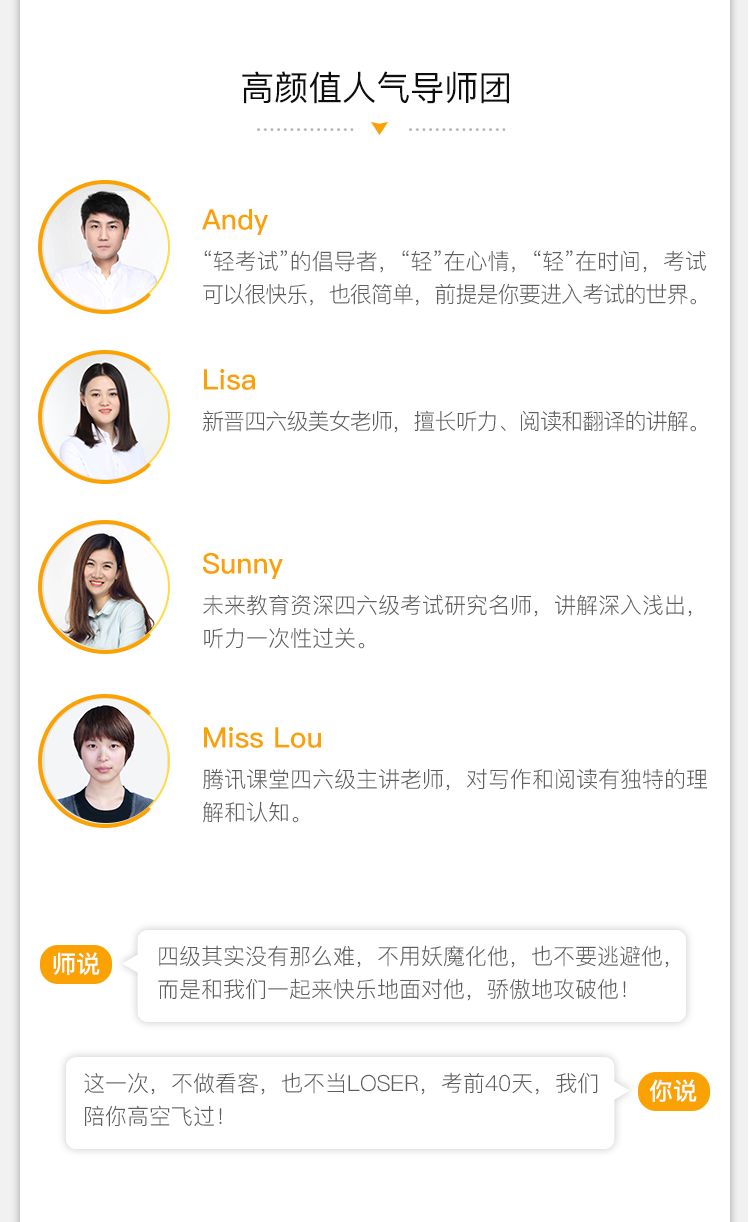 高颜值人气导师团
Andy
“轻考试”的倡导者，“轻”在心情，“轻”在时间，考试
可以很快乐，也很简单，前提是你要进入考试的世界。
Lisa
新晋四六级美女老师，擅长听力、阅读和翻译的讲解。
Sunny
未来教育资深四六级考试研究名师，讲解深入浅出，
听力一次性过关。
Miss Lou
腾讯课堂四六级主讲老师，对写作和阅读有独特的理
解和认知。
师说
四级其实没有那么难，不用妖魔化他，也不要逃避他，
而是和我们一起来快乐地面对他，骄傲地攻破他！
这一次，不做看客，也不当LOSER，考前40天，我们
陪你高空飞过！
你说